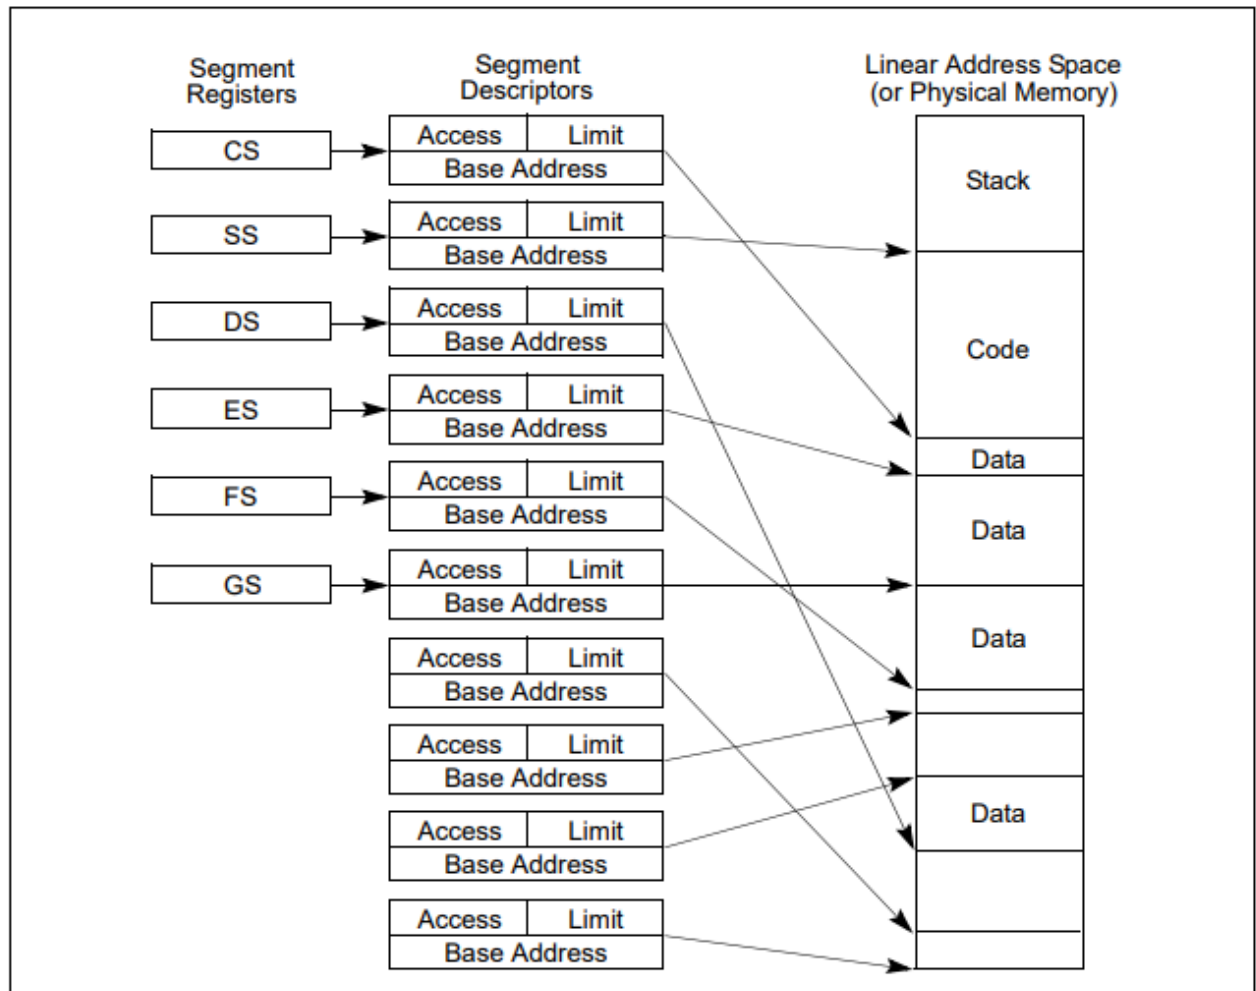 Segment Registers
Segment Descriptors
Linear Address Space (or Physical Memory)
CS
Access Limit
Base Address
Stack
SS
Access Limit
Base Address
DS
Access Limit
Base Address
Code
ES
Access Limit
Base Address
Data
FS
Access Limit
Base Address
Data
GS
Access Limit
Base Address
Data
Access Limit
Base Address
Access Limit
Base Address
Access Limit
Base Address
Data
Access Limit
Base Address